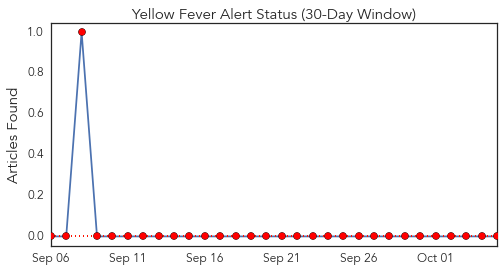 Yellow Fever Alert Status (30-Day Window)
Articles Found
1.0
0.8
0.6
0.4
0.2
0.0
Sep 06 Sep 11 Sep 16 Sep 21 Sep 26 Oct 01